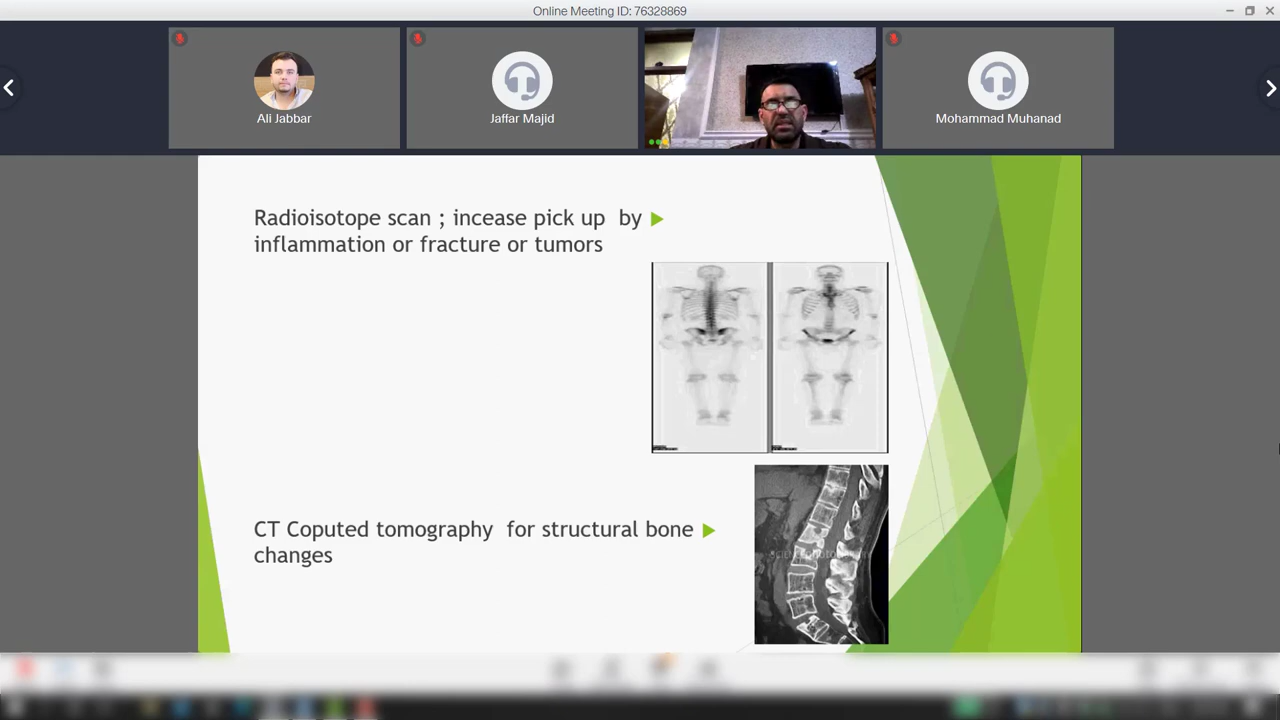 Online Meeting ID: 76328869
Ali Jabbar
Jaffar Majid
Mohammad Muhanad
Radioisotope scan ; incease pick up by
inflammation or fracture or tumors
CT Coputed tomography for structural bone
changes